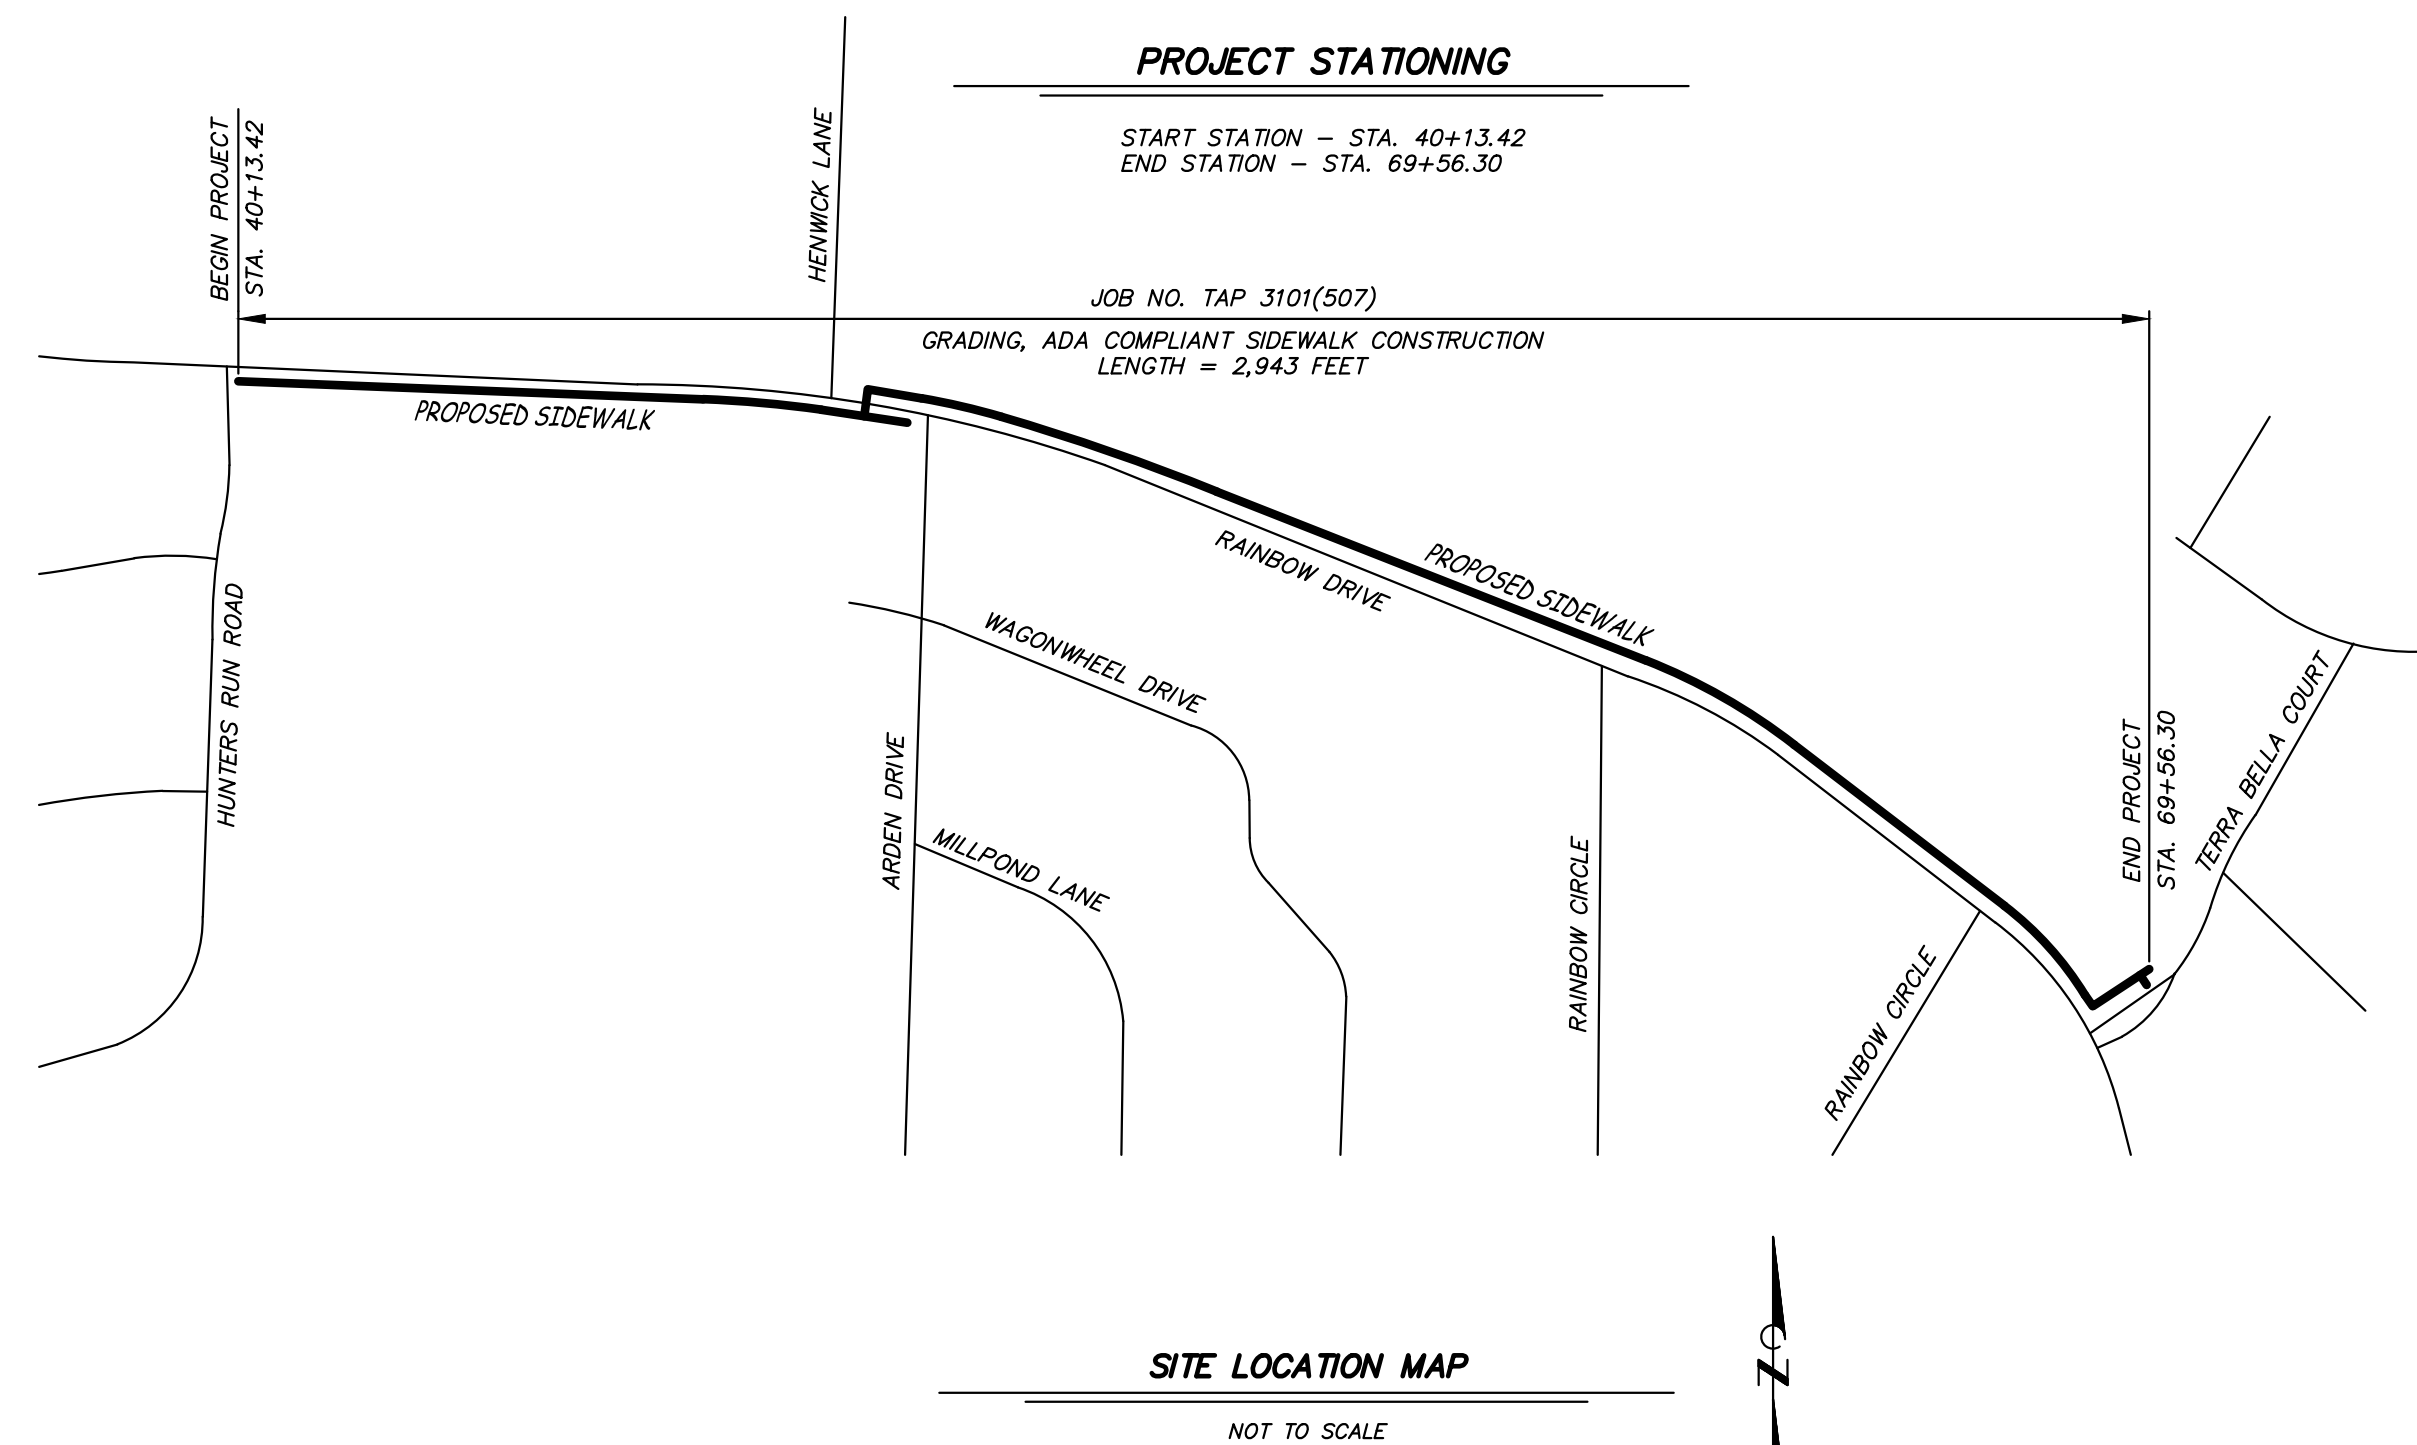 PROJECT STATIONING
START STATION – STA. 40+13.42
END STATION – STA. 69+56.30
BEGIN PROJECT
STA. 40+13.42
HENWICK LANE
JOB NO. TAP 3101(507)
GRADING, ADA COMPLIANT SIDEWALK CONSTRUCTION
LENGTH = 2,943 FEET
PROPOSED SIDEWALK
RAINBOW DRIVE
PROPOSED SIDEWALK
HUNTERS RUN ROAD
WAGONWHEEL DRIVE
ARDEN DRIVE
MILLPOND LANE
RAINBOW CIRCLE
RAINBOW CIRCLE
END PROJECT
STA. 69+56.30
TERRA BELLA COURT
SITE LOCATION MAP
NOT TO SCALE
N